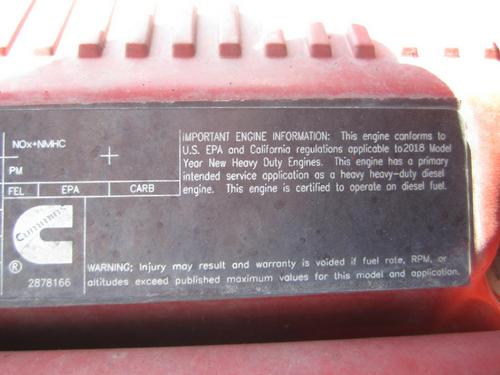 NOx+NMHC
PM
FEL EPA CARB
Cummins
®
2878166
IMPORTANT ENGINE INFORMATION: This engine conforms to
U.S. EPA and California regulations applicable to 2018 Model
Year New Heavy Duty Engines. This engine has a primary
intended service application as a heavy heavy-duty diesel
engine. This engine is certified to operate on diesel fuel.
WARNING; Injury may result and warranty is voided if fuel rate, RPM, or
altitudes exceed published maximum values for this model and application.